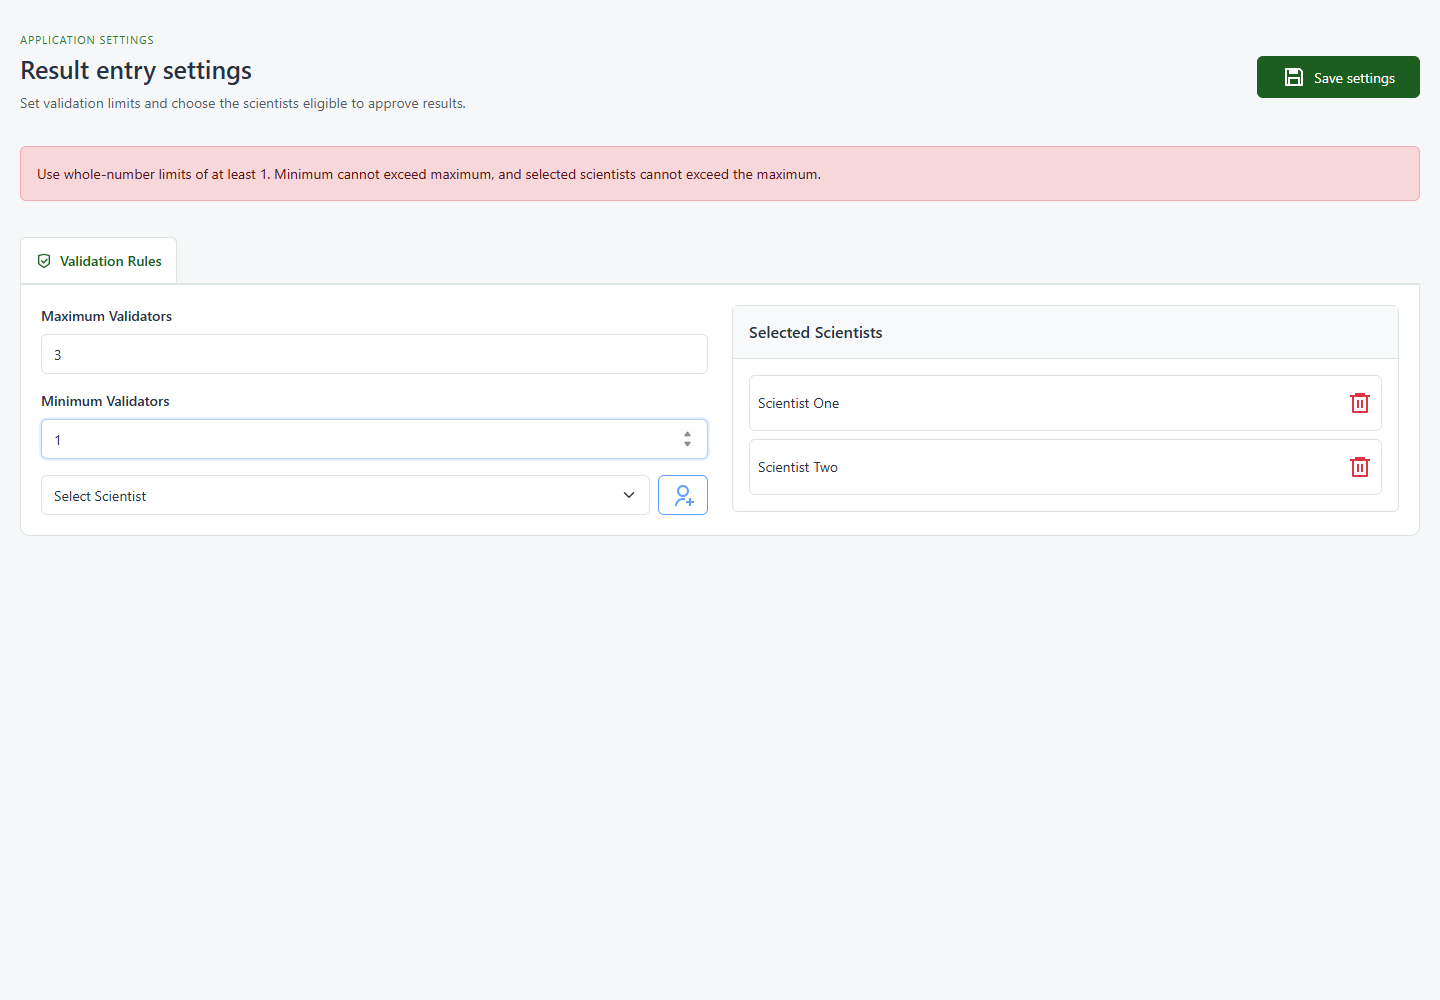 APPLICATION SETTINGS
Result entry settings
Set validation limits and choose the scientists eligible to approve results.
Save settings
Use whole-number limits of at least 1. Minimum cannot exceed maximum, and selected scientists cannot exceed the maximum.
Validation Rules
Maximum Validators
3
Minimum Validators
1
Select Scientist
Selected Scientists
Scientist One
Scientist Two